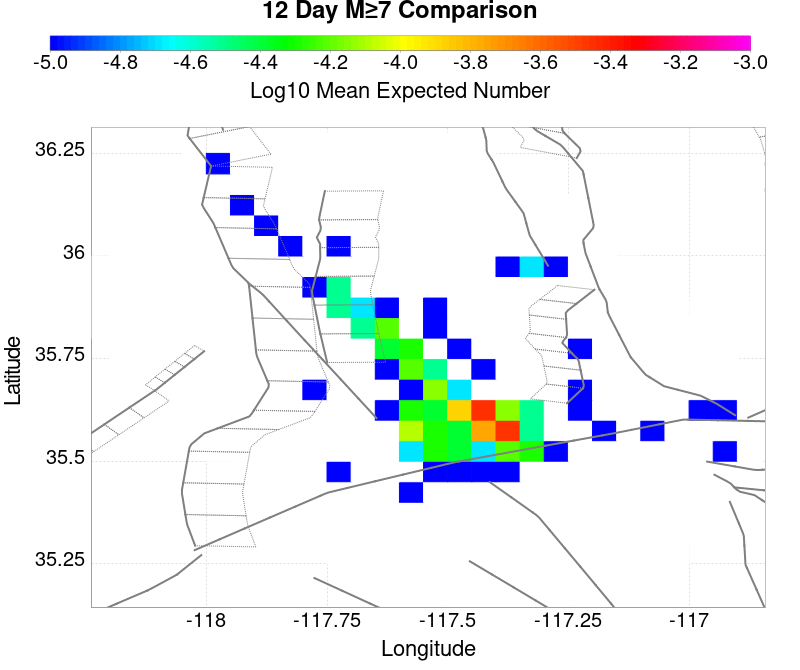 12 Day M≥7 Comparison
-5.0 -4.8 -4.6 -4.4 -4.2 -4.0 -3.8 -3.6 -3.4 -3.2 -3.0
Log10 Mean Expected Number
36.25
36
35.75
35.5
35.25
Latitude
-118 -117.75 -117.5 -117.25 -117
Longitude